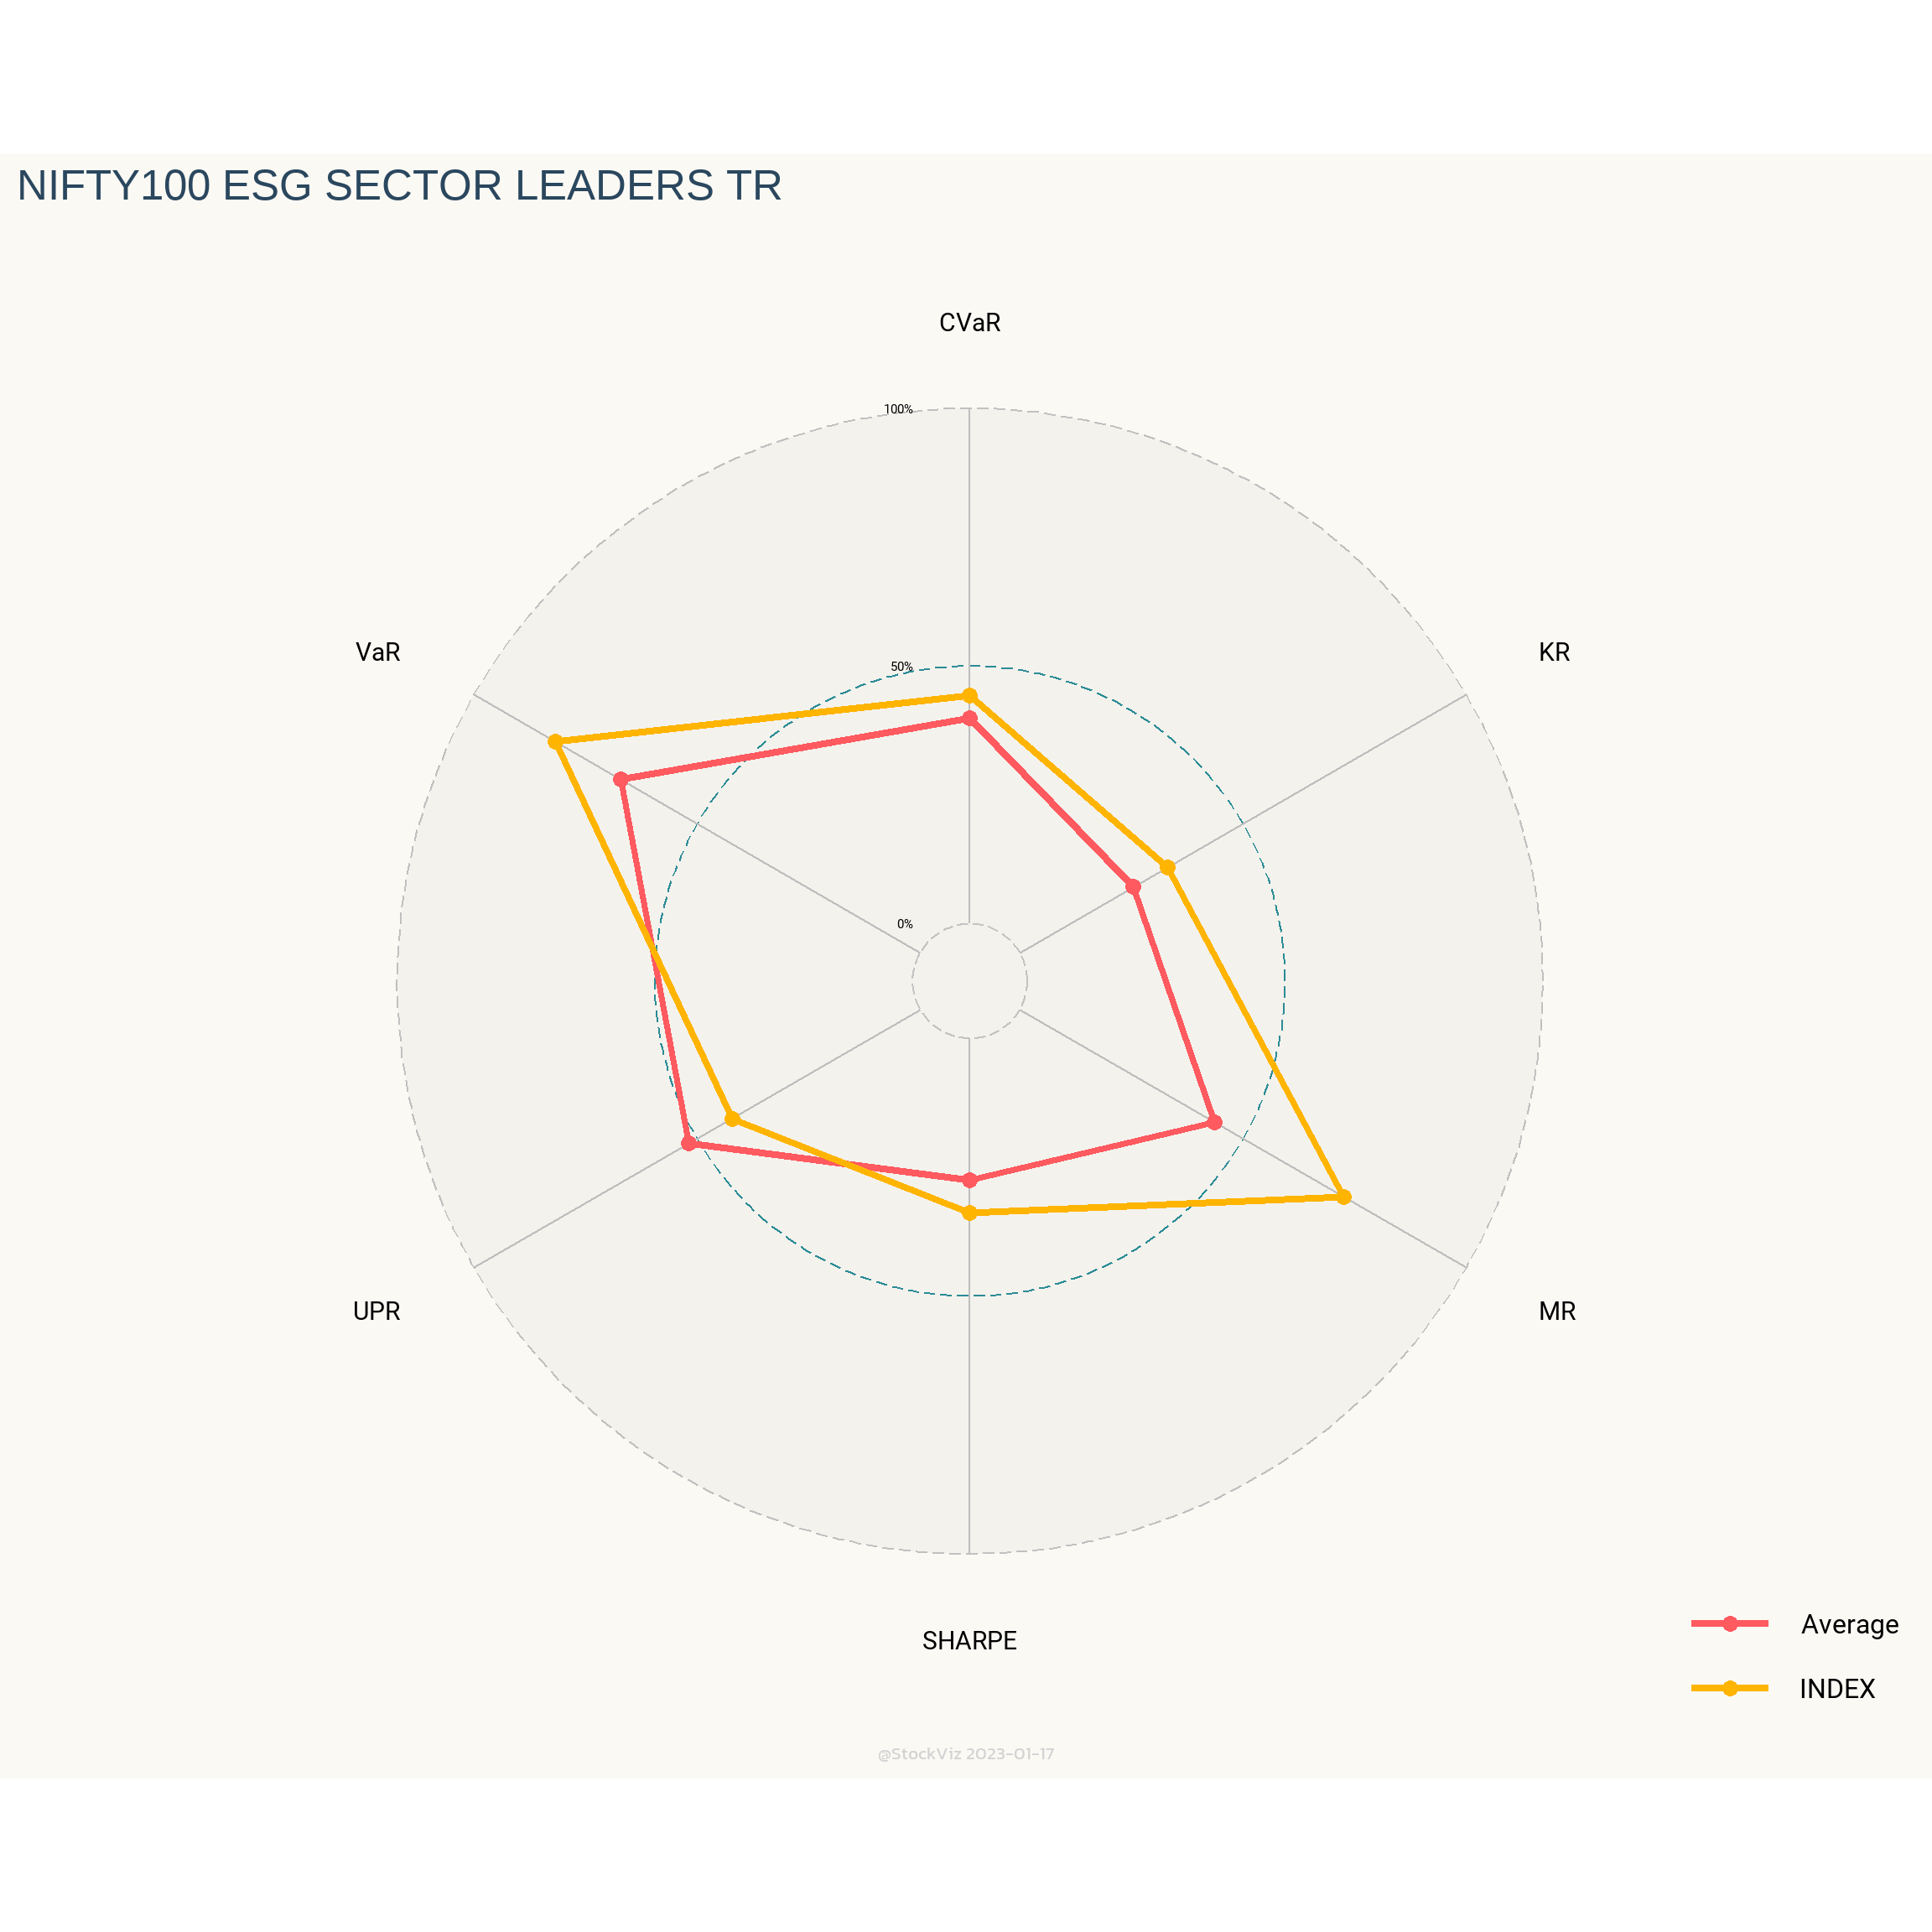 NIFTY100 ESG SECTOR LEADERS TR
CVaR
100%
VaR
KR
50%
0%
UPR
MR
SHARPE
Average
INDEX
@StockViz 2023-01-17